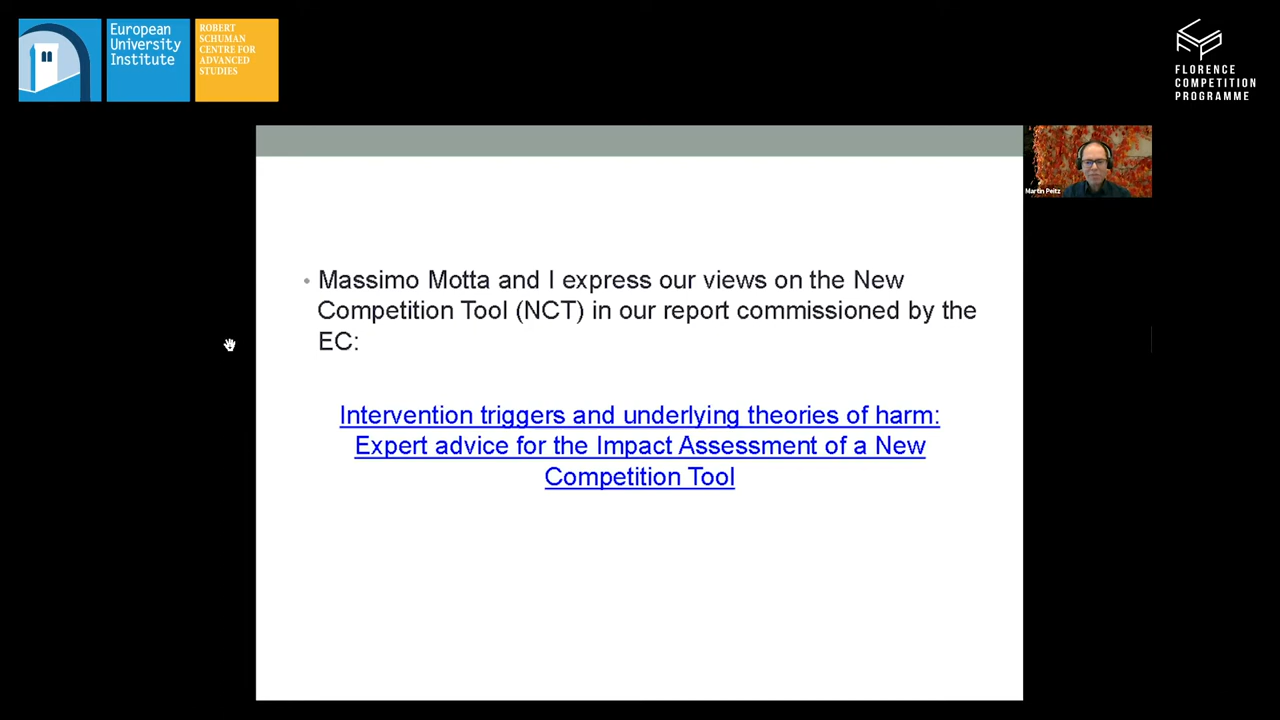 European
University
Institute
ROBERT
SCHUMAN
CENTRE FOR
ADVANCED
STUDIES
FLORENCE
COMPETITION
PROGRAMME
Martin Peitz
• Massimo Motta and I express our views on the New
Competition Tool (NCT) in our report commissioned by the
EC:
Intervention triggers and underlying theories of harm:
Expert advice for the Impact Assessment of a New
Competition Tool